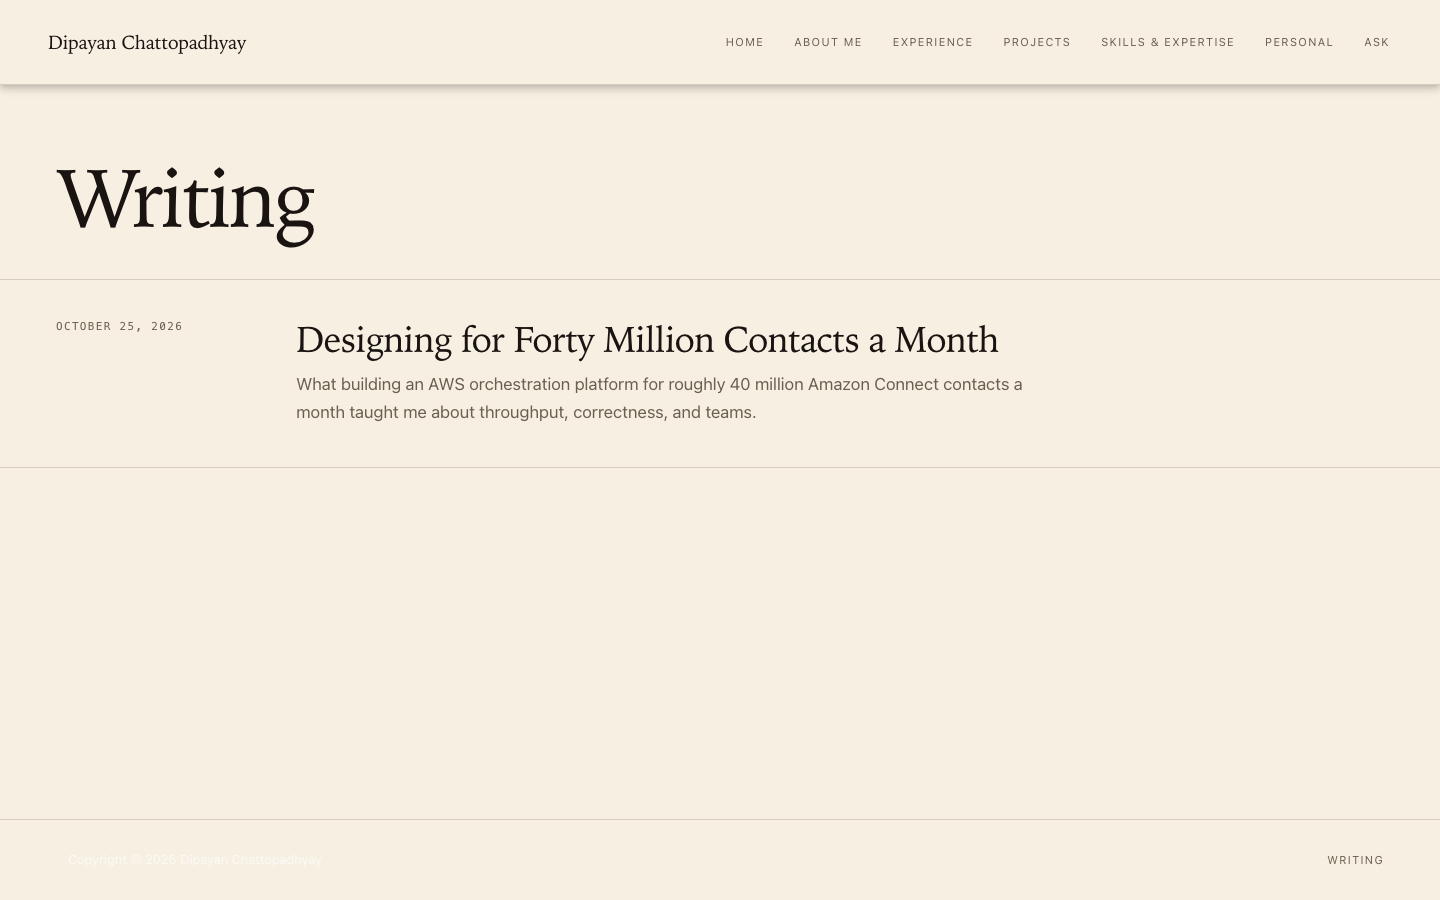 Dipayan Chattopadhyay
HOME ABOUT ME EXPERIENCE PROJECTS SKILLS & EXPERTISE PERSONAL ASK
Writing
OCTOBER 25, 2026
Designing for Forty Million Contacts a Month
What building an AWS orchestration platform for roughly 40 million Amazon Connect contacts a
month taught me about throughput, correctness, and teams.
Copyright © 2026 Dipayan Chattopadhyay
WRITING